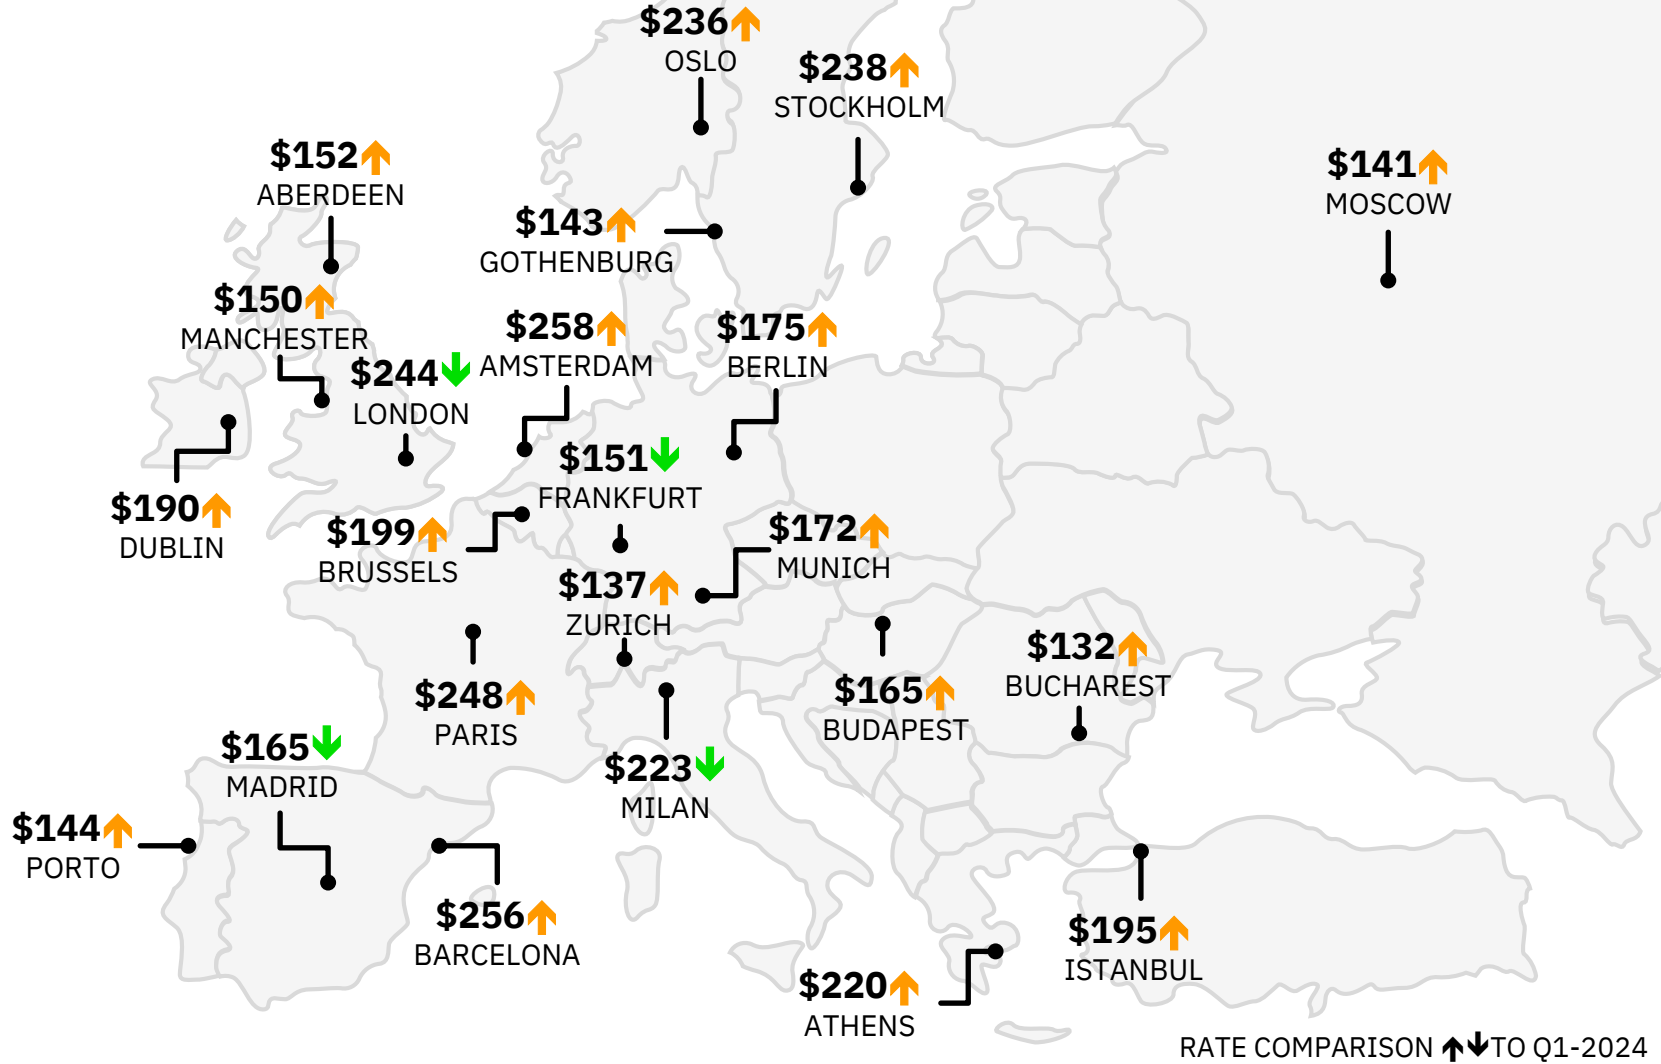 $236
OSLO
$238
STOCKHOLM
$152
ABERDEEN
$141
MOSCOW
$143
GOTHENBURG
$150
MANCHESTER
$258
AMSTERDAM
$175
BERLIN
$244
LONDON
$151
FRANKFURT
$190
DUBLIN
$199
BRUSSELS
$172
MUNICH
$137
ZURICH
$132
BUCHAREST
$248
PARIS
$165
BUDAPEST
$165
MADRID
$223
MILAN
$144
PORTO
$256
BARCELONA
$195
ISTANBUL
$220
ATHENS
RATE COMPARISON ↑↓TO Q1-2024